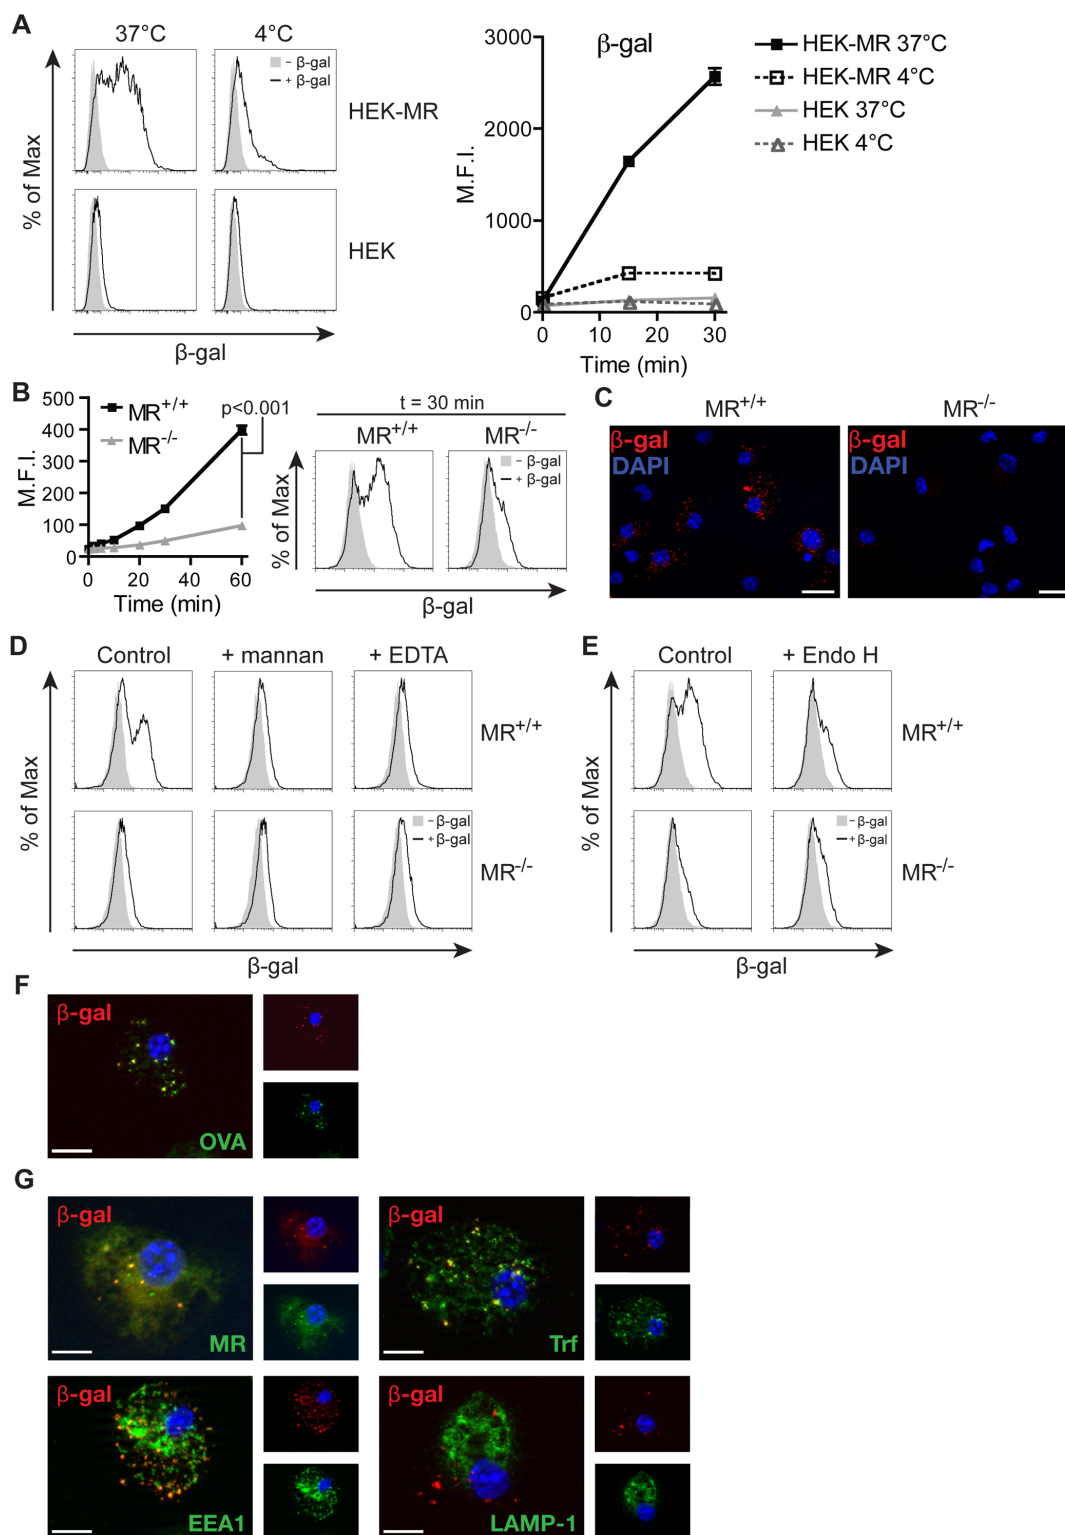 A
37°C
4°C
- β-gal
+ β-gal
HEK-MR
HEK
% of Max
β-gal
β-gal
3000
2000
1000
0
M.F.I.
0 10 20 30
Time (min)
HEK-MR 37°C
HEK-MR 4°C
HEK 37°C
HEK 4°C
B
500
400
300
200
100
0
M.F.I.
MR+/+
MR-/-
p<0.001
0 20 40 60
Time (min)
t = 30 min
MR+/+
MR-/-
- β-gal
+ β-gal
% of Max
β-gal
C
MR+/+
MR-/-
β-gal
DAPI
β-gal
DAPI
D
Control
+ mannan
+ EDTA
MR+/+
MR-/-
- β-gal
+ β-gal
% of Max
β-gal
E
Control
+ Endo H
MR+/+
MR-/-
- β-gal
+ β-gal
% of Max
β-gal
F
β-gal
OVA
G
β-gal
MR
β-gal
Trf
β-gal
EEA1
β-gal
LAMP-1